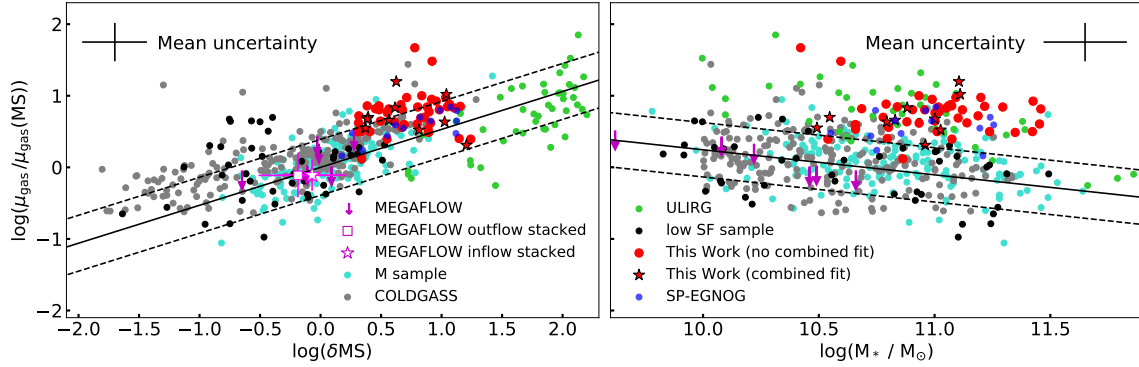 Mean uncertainty
Mean uncertainty
log(μgas /μgas(MS))
2
1
0
−1
−2
MEGAFLOW
MEGAFLOW outflow stacked
MEGAFLOW inflow stacked
M sample
COLDGASS
ULIRG
low SF sample
This Work (no combined fit)
This Work (combined fit)
SP-EGNOG
−2.0 −1.5 −1.0 −0.5 0.0 0.5 1.0 1.5 2.0
10.0 10.5 11.0 11.5
log(δMS)
log(M* / M⊙)